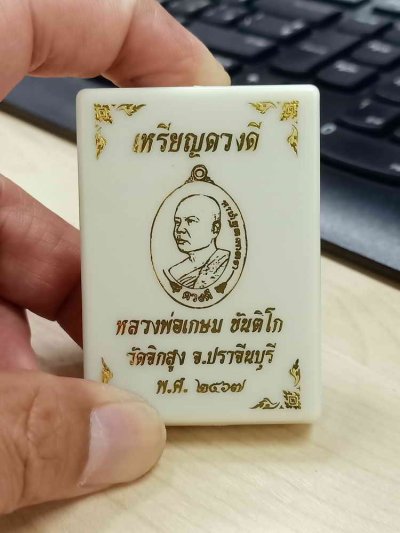 เหรียญดวงดี
ดวงดี
หลวงพ่อเกษม ขันติโก
วัดจิกสูง จ.ปราจีนบุรี
พ.ศ. ๒๕๖๗